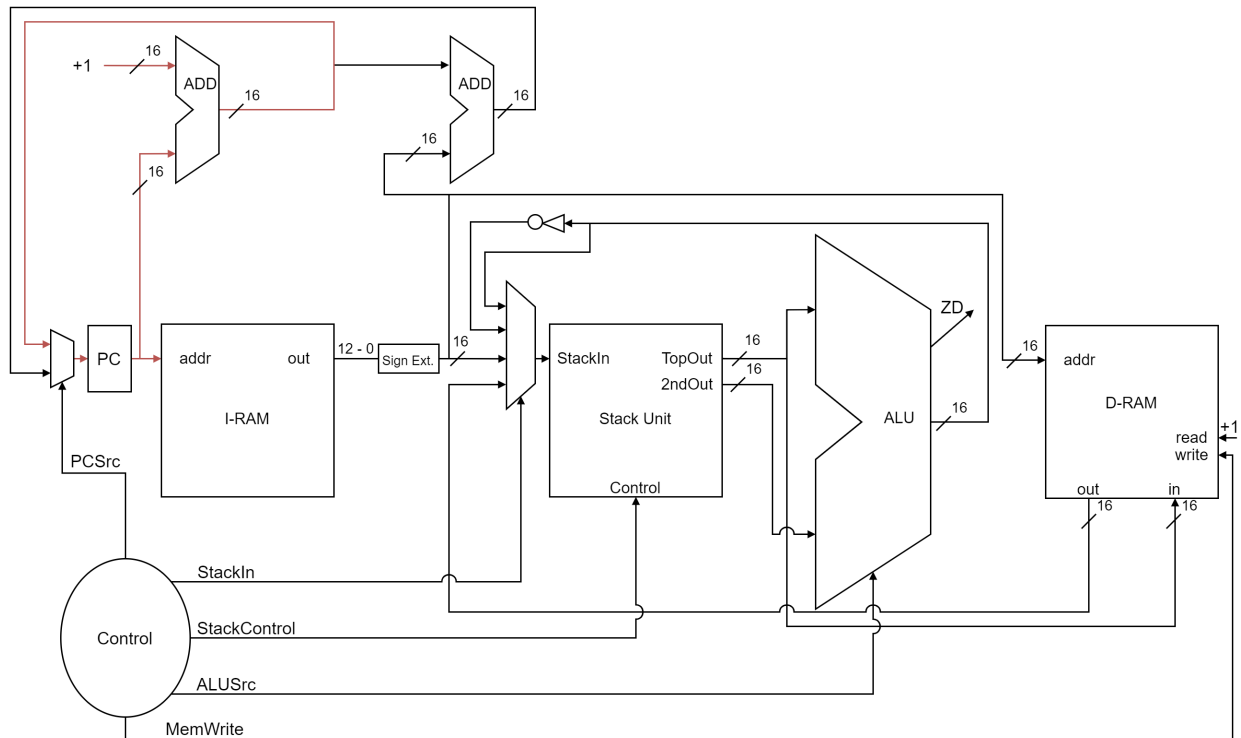 +1
16
ADD
16
16
ADD
16
16
PC
addr
out
I-RAM
12 - 0
Sign Ext.
16
StackIn
TopOut
2ndOut
Stack Unit
Control
16
16
ALU
ZD
16
16
addr
D-RAM
read
write
+1
out
in
16
16
PCSrc
StackIn
Control
StackControl
ALUSrc
MemWrite